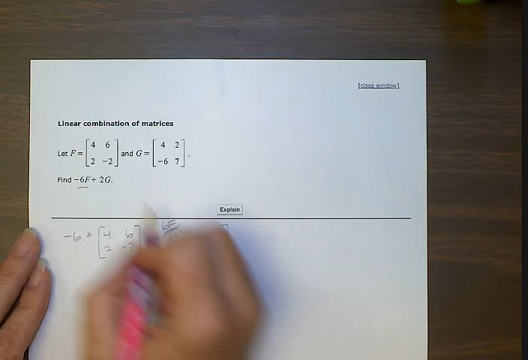 [close window]
Linear combination of matrices
Let F = [4 6
2 −2] and G = [4 2
−6 7].
Find −6F + 2G.
Explain
−6 * [4 6]
[2 −2